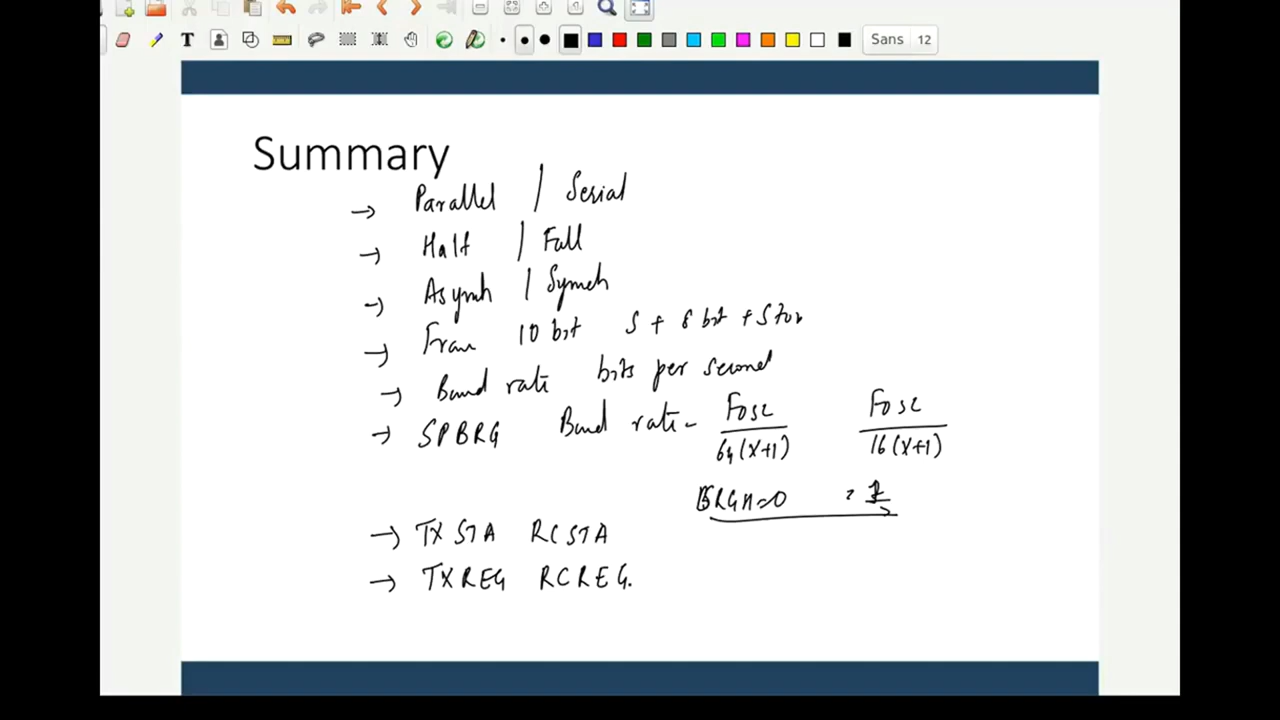 Sans 12
Summary
→ Parallel / Serial
→ Half / Full
→ Asynch / Synch
→ Fram 10 bit S + 8 bit + Stop
→ Baud rate bits per second
→ SPBRG Baud rate = Fosc / 64(X+1) Fosc / 16(X+1)
BRGH=0 = 1
→ TXSTA RCSTA
→ TXREG RCREG.